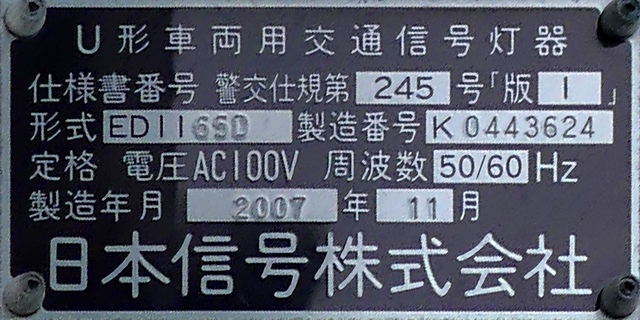 U形車両用交通信号灯器
仕様書番号 警交仕規第 245 号「版 1 」
形式 ED1165D 製造番号 K0443624
定格 電圧AC100V 周波数 50/60 Hz
製造年月 2007 年 11 月
日本信号株式会社